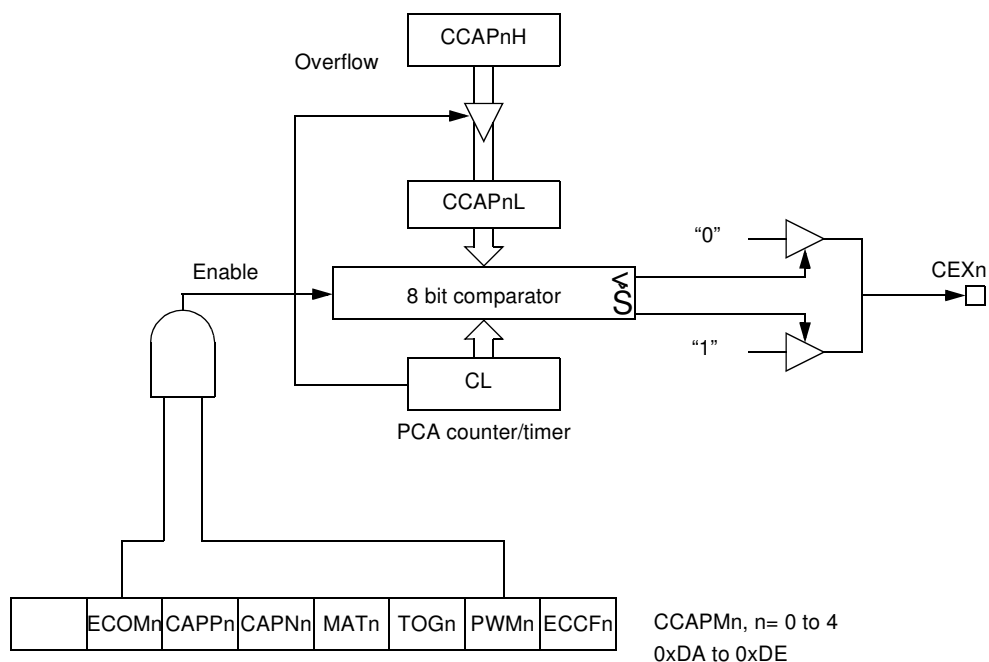 CCAPnH
Overflow
CCAPnL
“0”
Enable
8 bit comparator
<
CEXn
“1”
CL
PCA counter/timer
ECOMn CAPPn CAPNn MATn TOGn PWMn ECCFn
CCAPMn, n= 0 to 4
0xDA to 0xDE